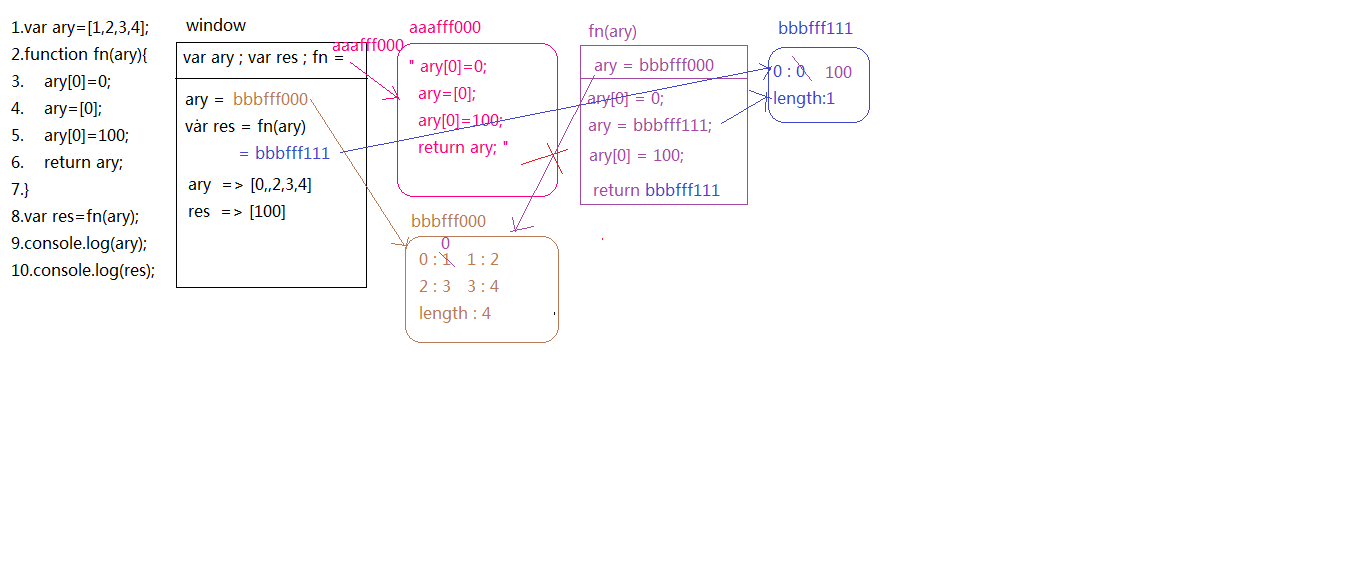 1.var ary=[1,2,3,4];
2.function fn(ary){
3. ary[0]=0;
4. ary=[0];
5. ary[0]=100;
6. return ary;
7.}
8.var res=fn(ary);
9.console.log(ary);
10.console.log(res);
window
var ary ; var res ; fn = aaafff000
ary = bbbfff000
var res = fn(ary)
= bbbfff111
ary => [0,,2,3,4]
res => [100]
aaafff000
" ary[0]=0;
ary=[0];
ary[0]=100;
return ary; "
bbbfff000
0
0 : 1 1 : 2
2 : 3 3 : 4
length : 4
fn(ary)
ary = bbbfff000
ary[0] = 0;
ary = bbbfff111;
ary[0] = 100;
return bbbfff111
bbbfff111
0 : 0 100
length:1